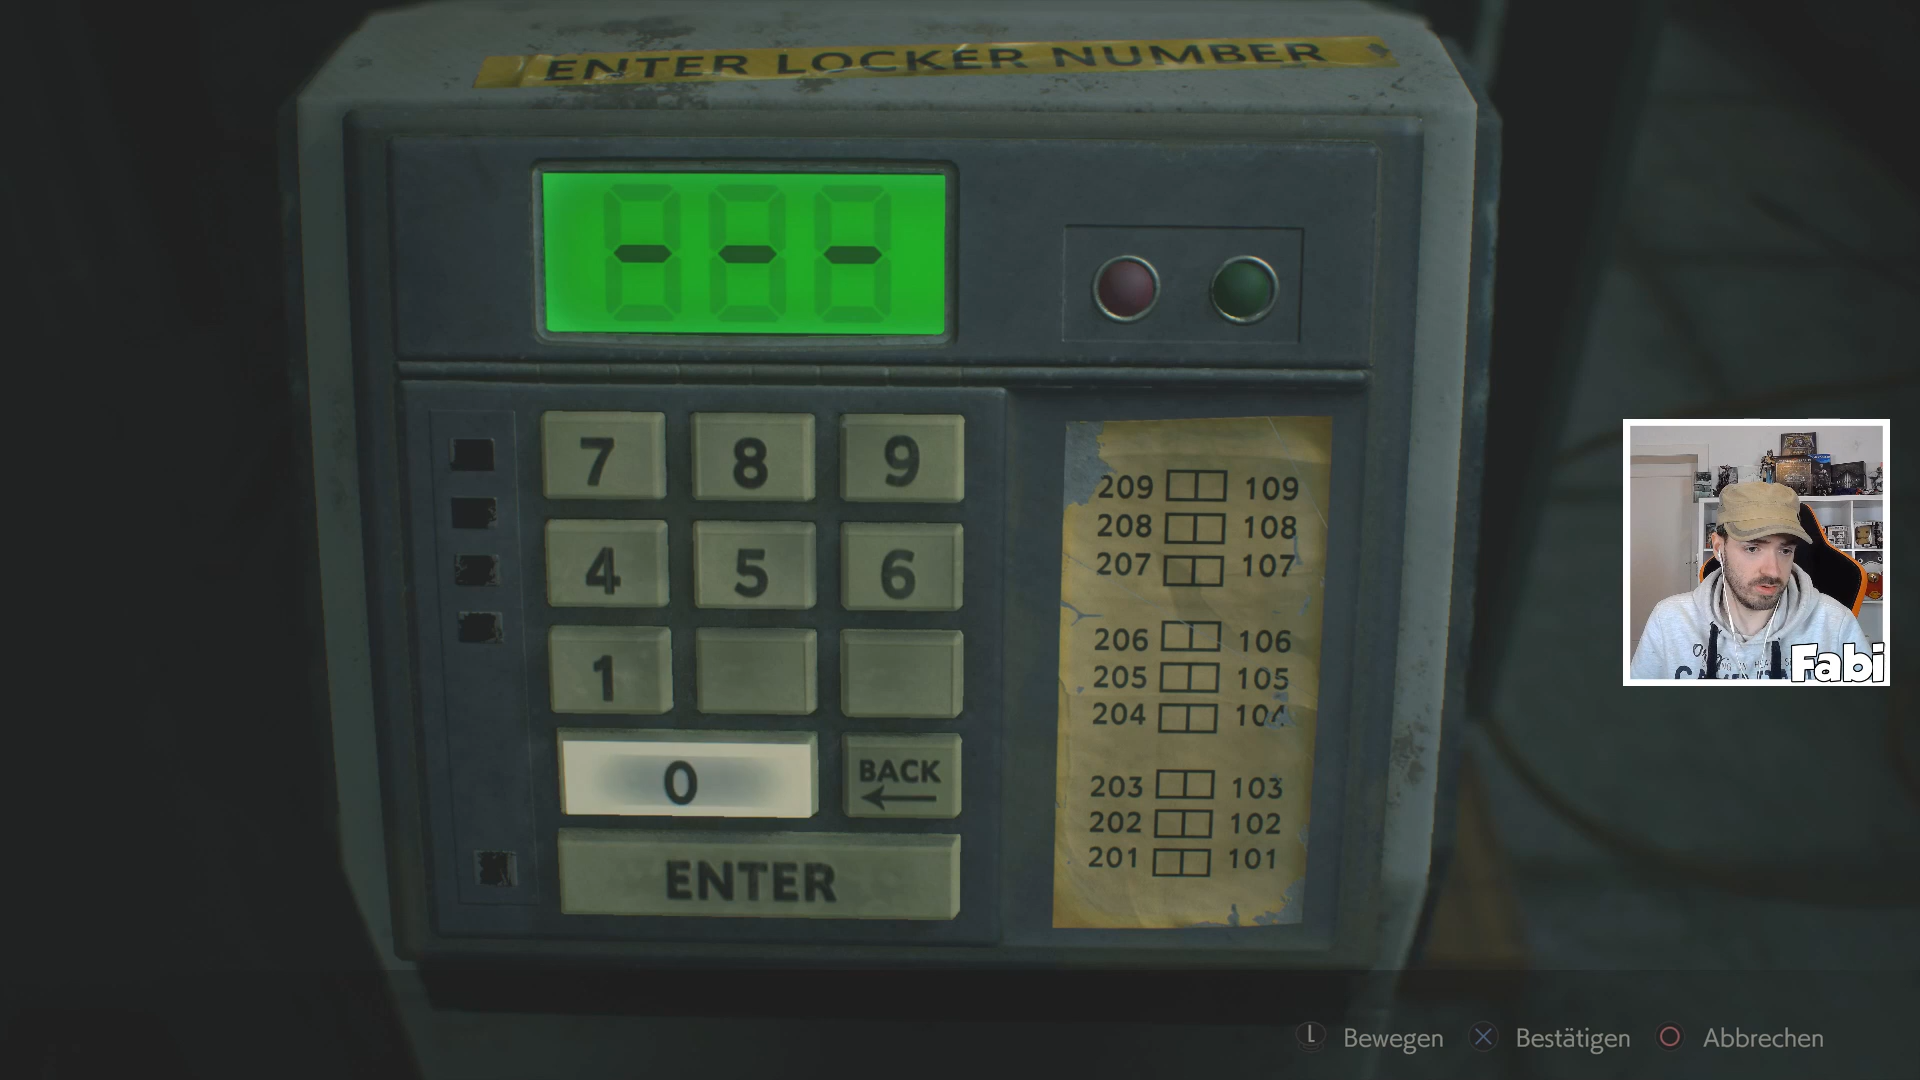 ENTER LOCKER NUMBER
7 8 9
4 5 6
1
0 BACK
ENTER
209 109
208 108
207 107
206 106
205 105
204 104
203 103
202 102
201 101
Fabi
L Bewegen Bestätigen Abbrechen